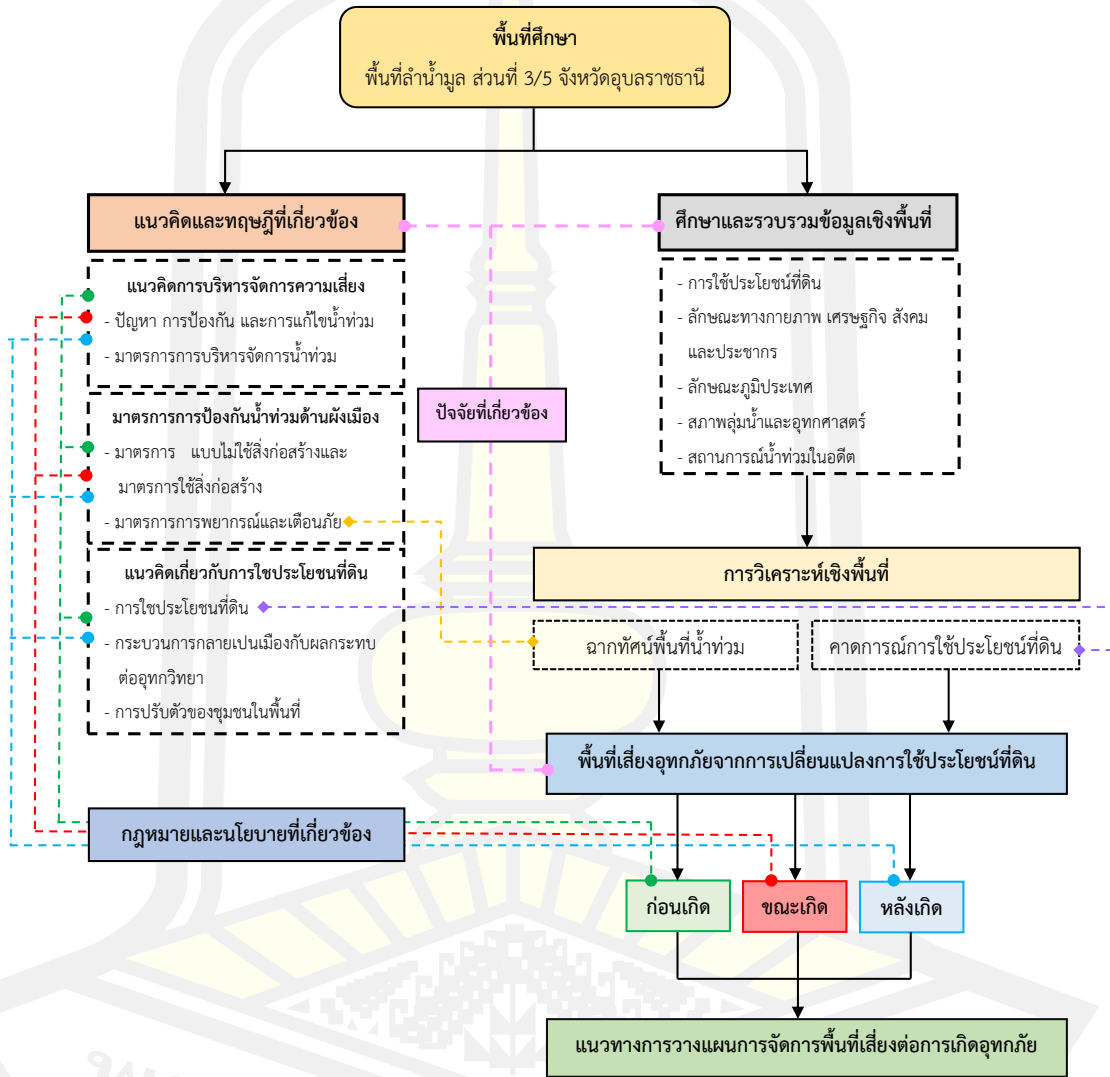 พื้นที่ศึกษา
พื้นที่ลำน้ำมูล ส่วนที่ 3/5 จังหวัดอุบลราชธานี
แนวคิดและทฤษฎีที่เกี่ยวข้อง
แนวคิดการบริหารจัดการความเสี่ยง
- ปัญหา การป้องกัน และการแก้ไขน้ำท่วม
- มาตรการการบริหารจัดการน้ำท่วม
มาตรการการป้องกันน้ำท่วมด้านผังเมือง
- มาตรการ แบบไม่ใช้สิ่งก่อสร้างและ
มาตรการใช้สิ่งก่อสร้าง
- มาตรการการพยากรณ์และเตือนภัย
แนวคิดเกี่ยวกับการใชประโยชนที่ดิน
- การใชประโยชนที่ดิน
- กระบวนการกลายเปนเมืองกับผลกระทบ
ต่ออุทกวิทยา
- การปรับตัวของชุมชนในพื้นที่
ศึกษาและรวบรวมข้อมูลเชิงพื้นที่
- การใช้ประโยชน์ที่ดิน
- ลักษณะทางกายภาพ เศรษฐกิจ สังคม
และประชากร
- ลักษณะภูมิประเทศ
- สภาพลุ่มน้ำและอุทกศาสตร์
- สถานการณ์น้ำท่วมในอดีต
ปัจจัยที่เกี่ยวข้อง
การวิเคราะห์เชิงพื้นที่
ฉากทัศน์พื้นที่น้ำท่วม
คาดการณ์การใช้ประโยชน์ที่ดิน
พื้นที่เสี่ยงอุทกภัยจากการเปลี่ยนแปลงการใช้ประโยชน์ที่ดิน
กฎหมายและนโยบายที่เกี่ยวข้อง
ก่อนเกิด
ขณะเกิด
หลังเกิด
แนวทางการวางแผนการจัดการพื้นที่เสี่ยงต่อการเกิดอุทกภัย